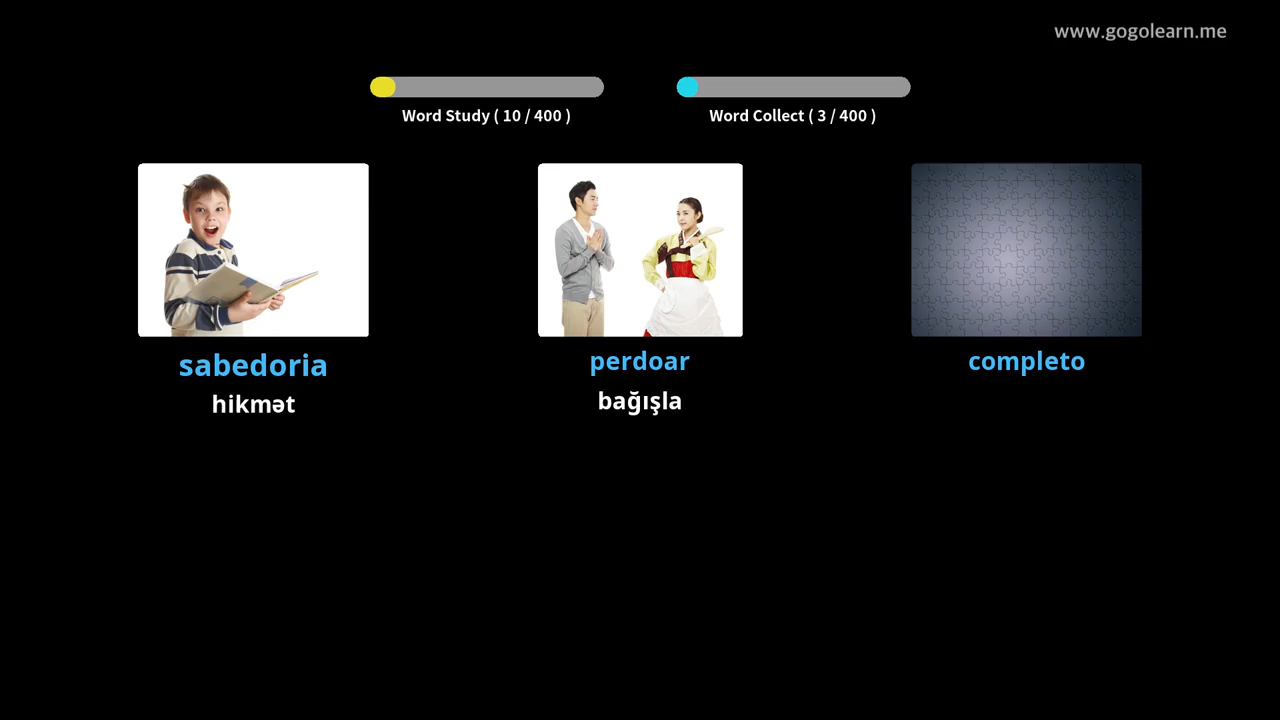 www.gogolearn.me
Word Study ( 10 / 400 )
Word Collect ( 3 / 400 )
sabedoria
hikmət
perdoar
bağışla
completo